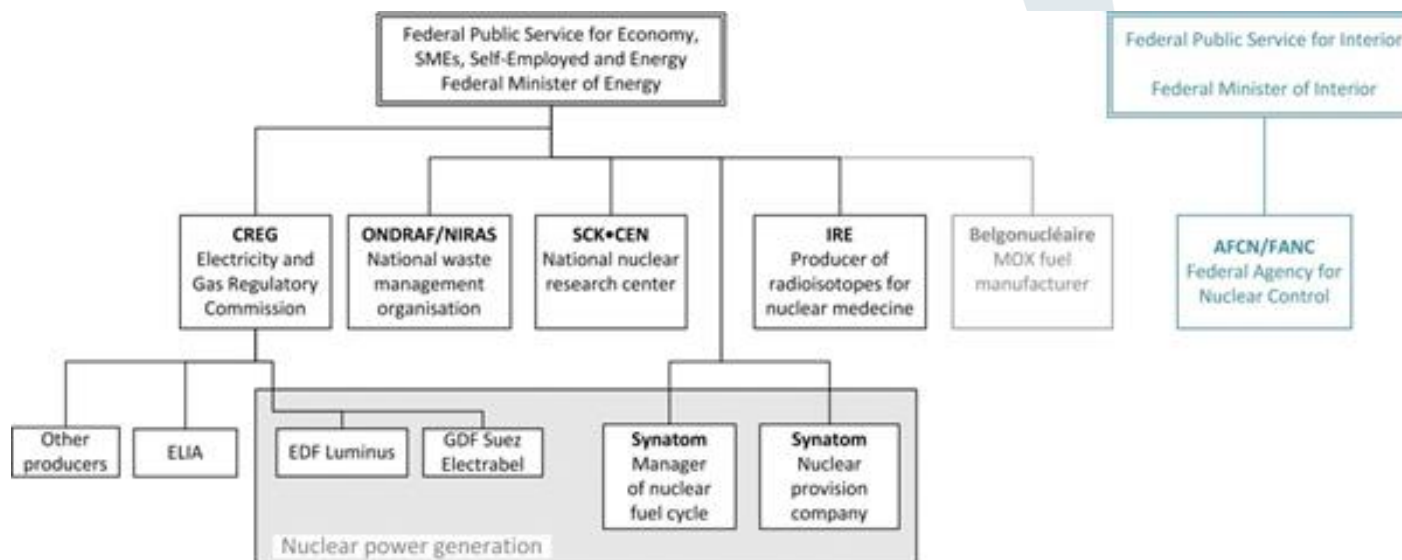 Federal Public Service for Economy,
SMEs, Self-Employed and Energy
Federal Minister of Energy
Federal Public Service for Interior
Federal Minister of Interior
CREG
Electricity and
Gas Regulatory
Commission
ONDRAF/NIRAS
National waste
management
organisation
SCK•CEN
National nuclear
research center
IRE
Producer of
radioisotopes for
nuclear medecine
Belgonucléaire
MOX fuel
manufacturer
AFCN/FANC
Federal Agency for
Nuclear Control
Other
producers
ELIA
EDF Luminus
GDF Suez
Electrabel
Synatom
Manager
of nuclear
fuel cycle
Synatom
Nuclear
provision
company
Nuclear power generation